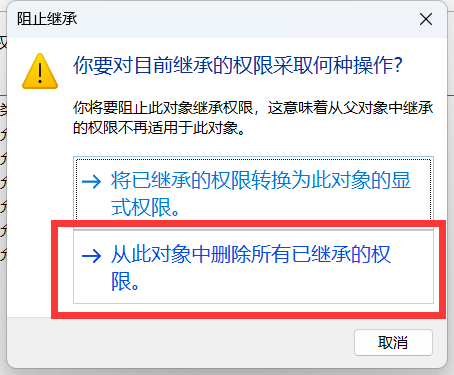 阻止继承
你要对目前继承的权限采取何种操作?
你将要阻止此对象继承权限，这意味着从父对象中继承
的权限不再适用于此对象。
将已继承的权限转换为此对象的显
式权限。
从此对象中删除所有已继承的权
限。
取消